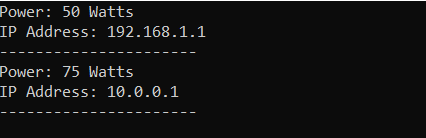 Power: 50 Watts
IP Address: 192.168.1.1
----------------------
Power: 75 Watts
IP Address: 10.0.0.1
----------------------